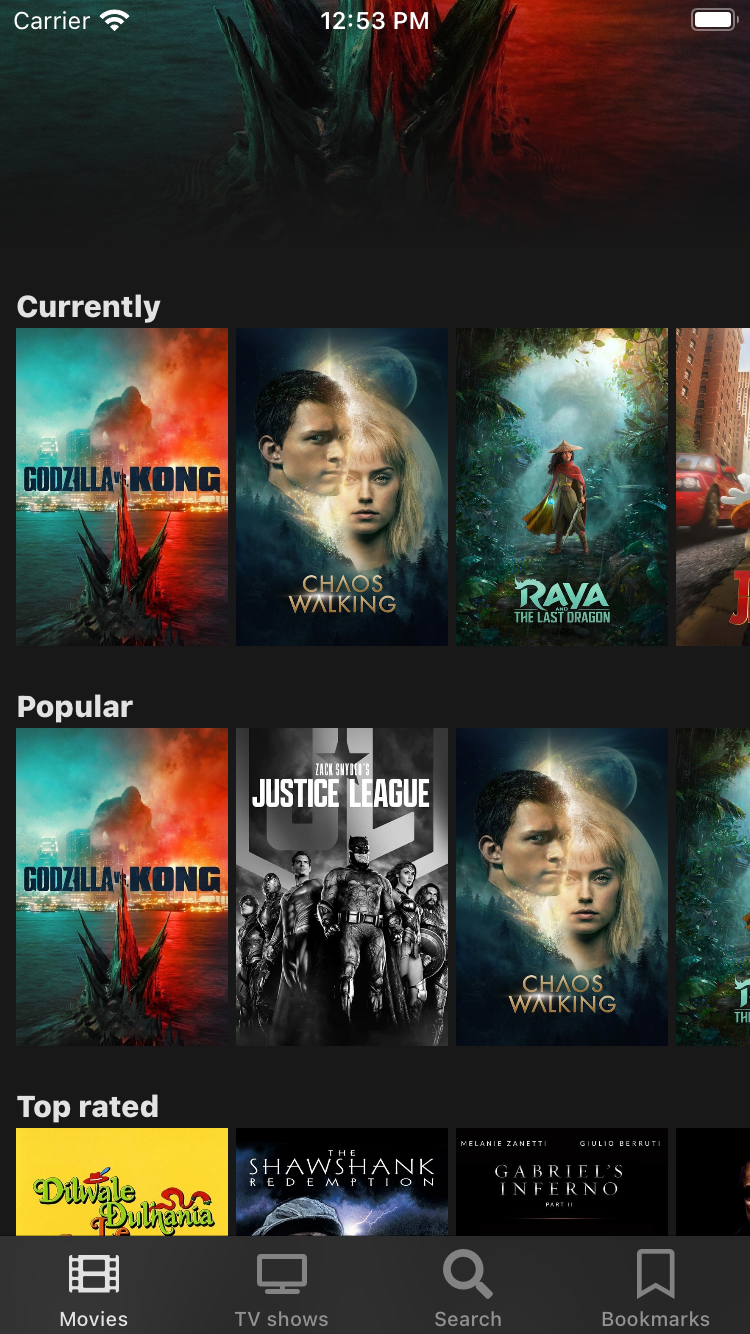 Carrier 12:53 PM
Currently
GODZILLA VS. KONG
CHAOS
WALKING
RAYA
AND
THE LAST DRAGON
J
Popular
GODZILLA VS. KONG
ZACK SNYDER'S
JUSTICE LEAGUE
CHAOS
WALKING
TH
Top rated
Dilwale
Dulhania
Le
THE
SHAWSHANK
REDEMPTION
MELANIE ZANETTI GIULIO BERRUTI
GABRIEL'S
INFERNO
PART II
Movies TV shows Search Bookmarks